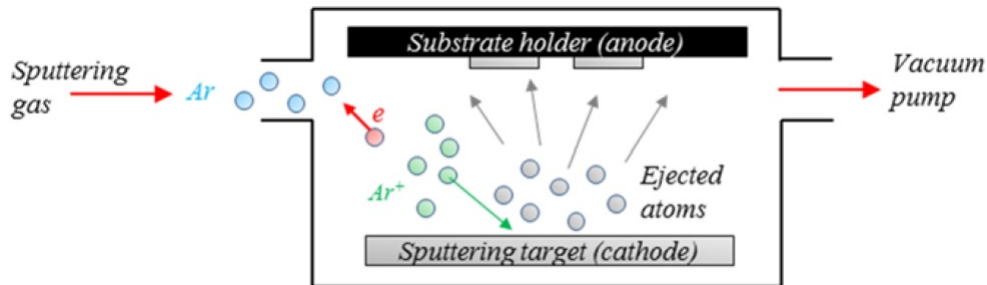 Substrate holder (anode)
Sputtering
gas
Ar
e
Vacuum
pump
Ar⁺
Ejected
atoms
Sputtering target (cathode)